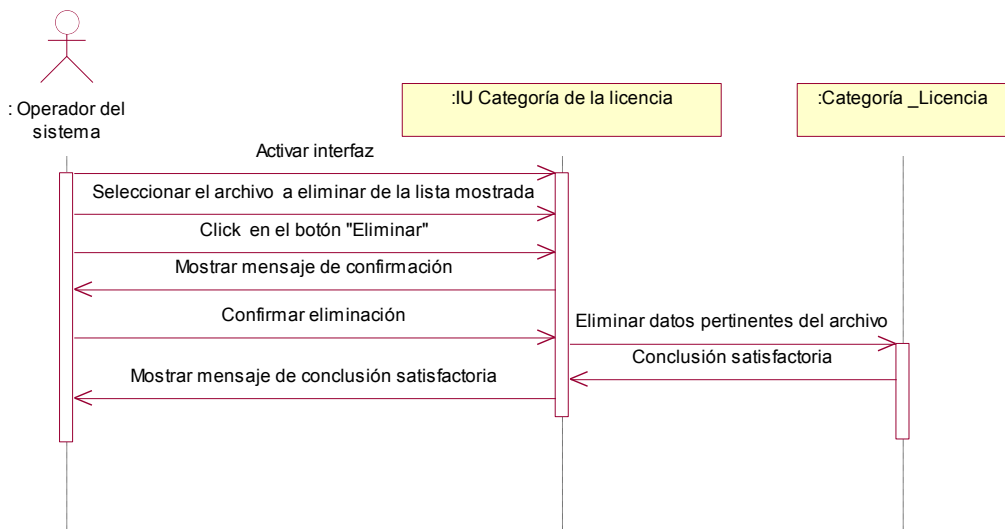 : Operador del
sistema
:IU Categoría de la licencia
:Categoría _Licencia
Activar interfaz
Seleccionar el archivo a eliminar de la lista mostrada
Click en el botón "Eliminar"
Mostrar mensaje de confirmación
Confirmar eliminación
Eliminar datos pertinentes del archivo
Conclusión satisfactoria
Mostrar mensaje de conclusión satisfactoria